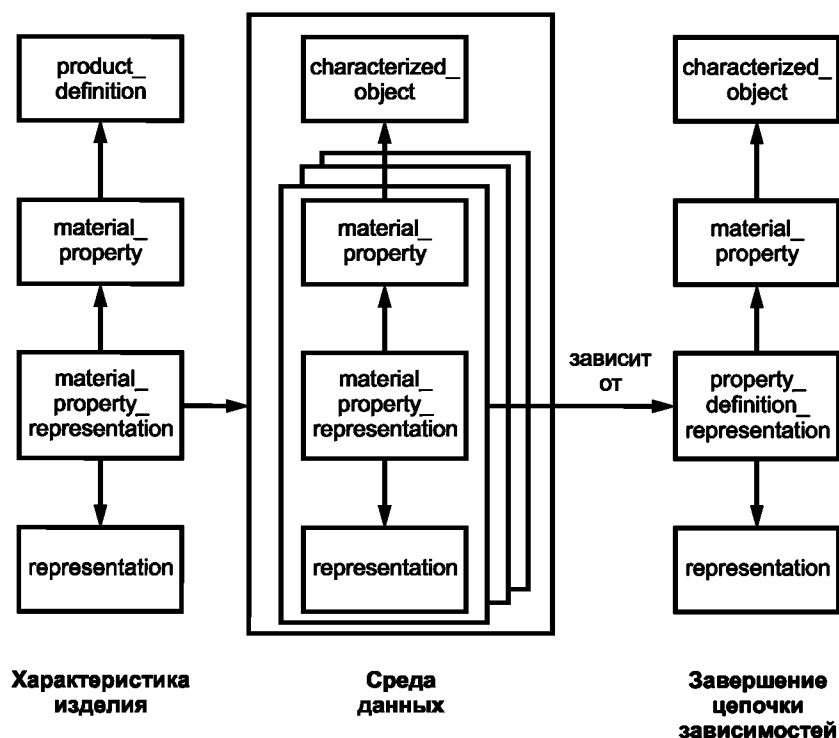 product_
definition
material_
property
material_
property_
representation
representation
Характеристика
изделия
characterized_
object
material_
property
material_
property_
representation
representation
Среда
данных
зависит
от
characterized_
object
material_
property
property_
definition_
representation
representation
Завершение
цепочки
зависимостей